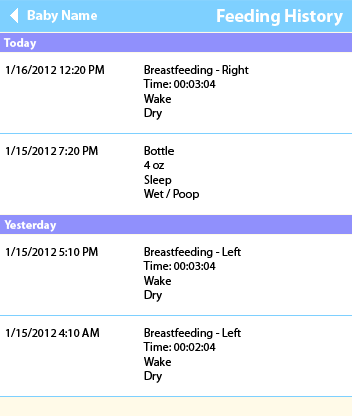 Baby Name
Feeding History
Today
1/16/2012 12:20 PM
Breastfeeding - Right
Time: 00:03:04
Wake
Dry
1/15/2012 7:20 PM
Bottle
4 oz
Sleep
Wet / Poop
Yesterday
1/15/2012 5:10 PM
Breastfeeding - Left
Time: 00:03:04
Wake
Dry
1/15/2012 4:10 AM
Breastfeeding - Left
Time: 00:02:04
Wake
Dry